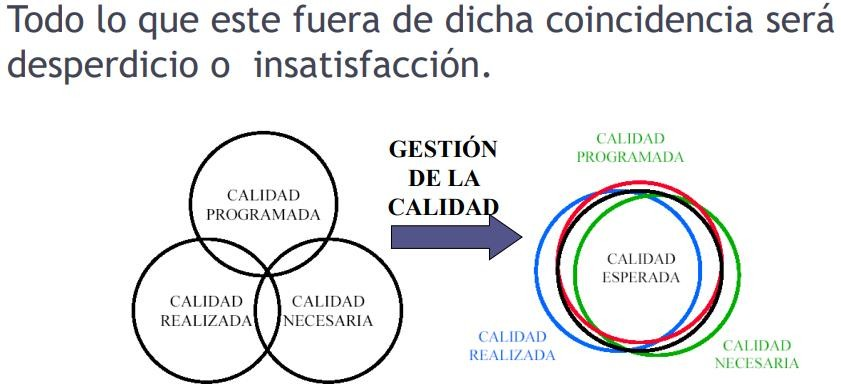 Todo lo que este fuera de dicha coincidencia será
desperdicio o  insatisfacción.
CALIDAD
PROGRAMADA
CALIDAD
REALIZADA
CALIDAD
NECESARIA
GESTIÓN
DE LA
CALIDAD
CALIDAD
PROGRAMADA
CALIDAD
ESPERADA
CALIDAD
REALIZADA
CALIDAD
NECESARIA